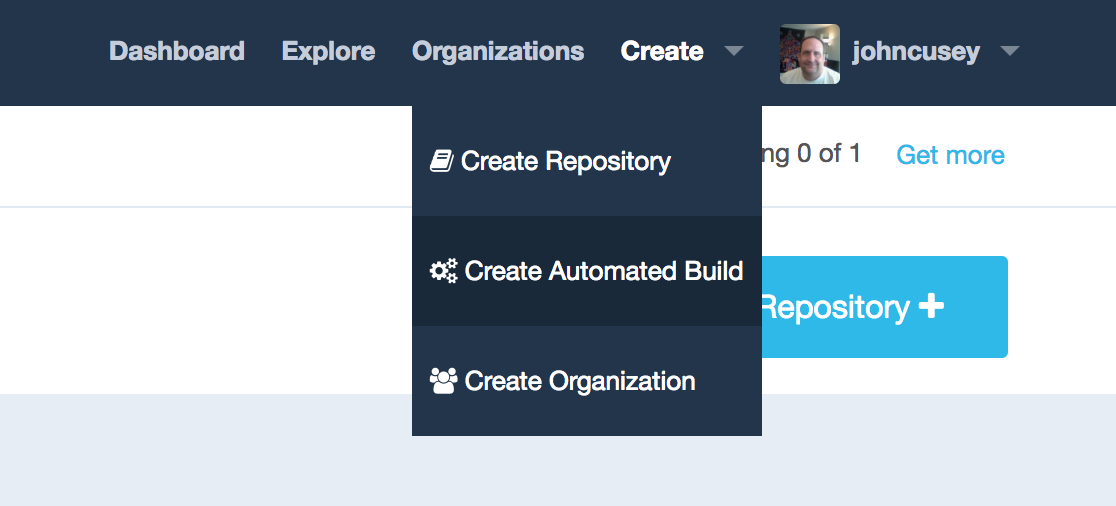 Dashboard Explore Organizations Create johncusey
Create Repository
ng 0 of 1 Get more
Create Automated Build
Repository
Create Organization